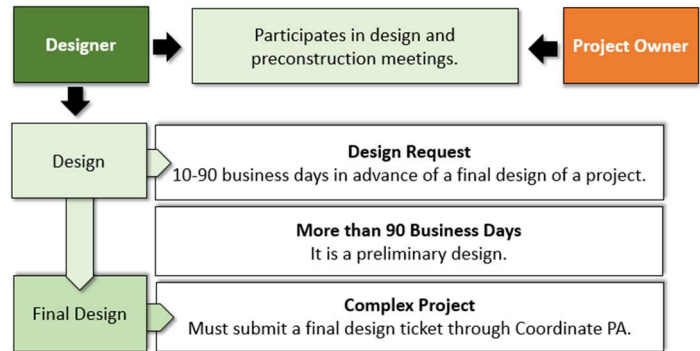 Designer
Participates in design and
preconstruction meetings.
Project Owner
Design
Design Request
10-90 business days in advance of a final design of a project.
More than 90 Business Days
It is a preliminary design.
Final Design
Complex Project
Must submit a final design ticket through Coordinate PA.